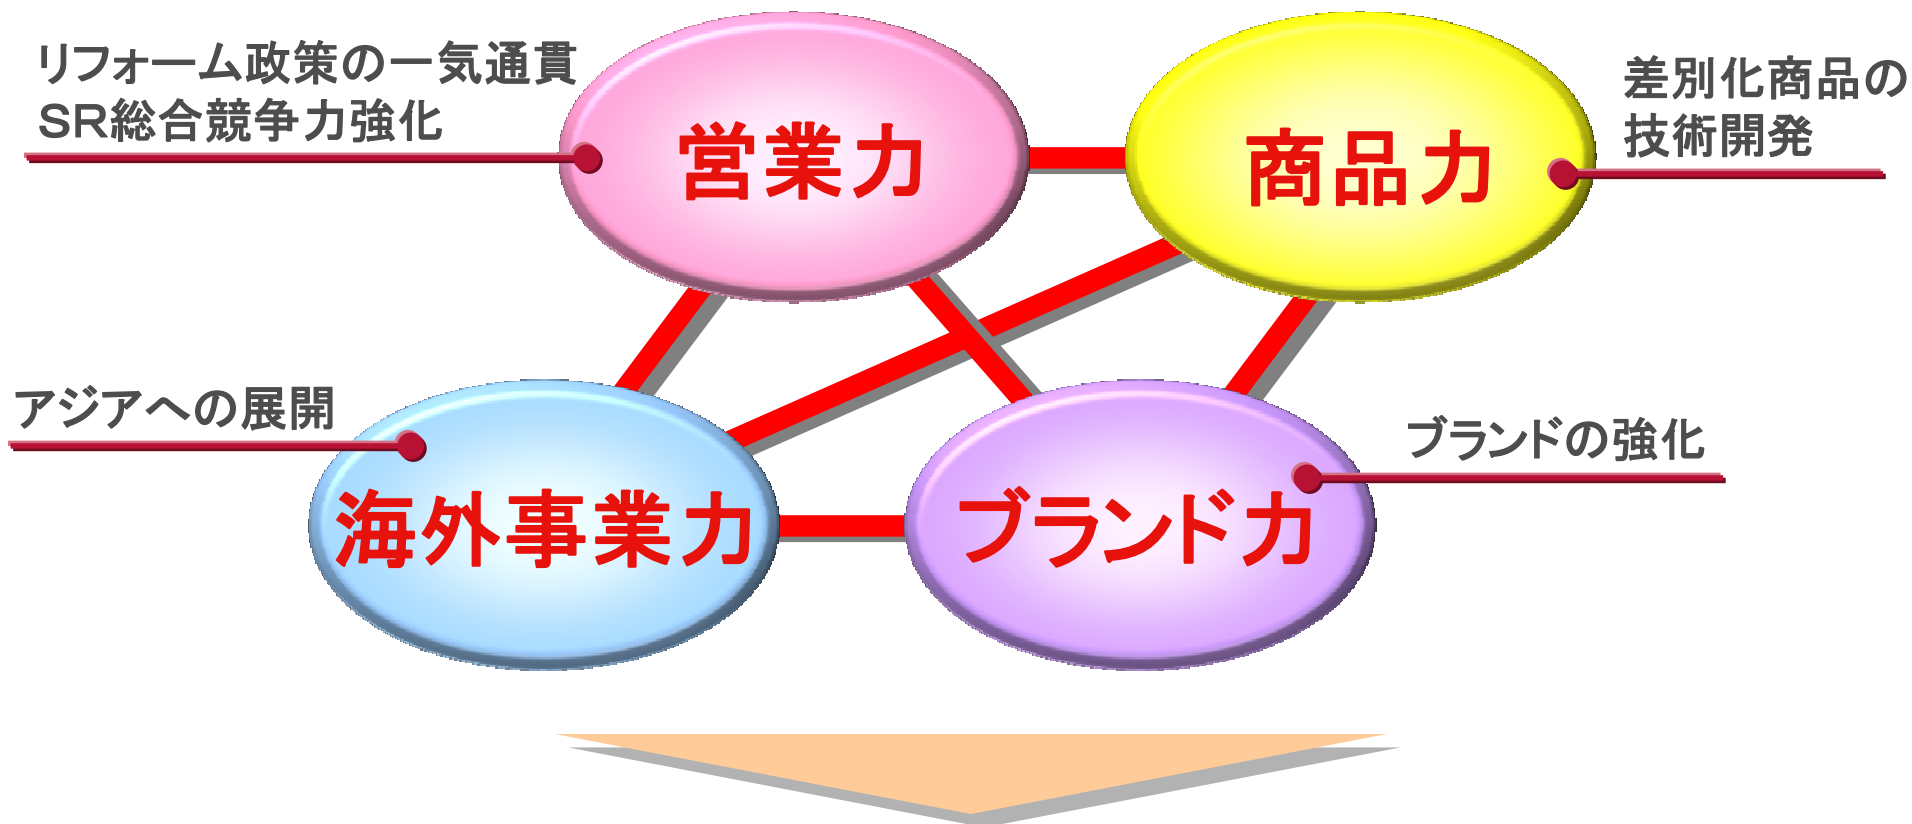 リフォーム政策の一気通貫
ＳＲ総合競争力強化
営業力
商品力
差別化商品の
技術開発
アジアへの展開
海外事業力
ブランド力
ブランドの強化